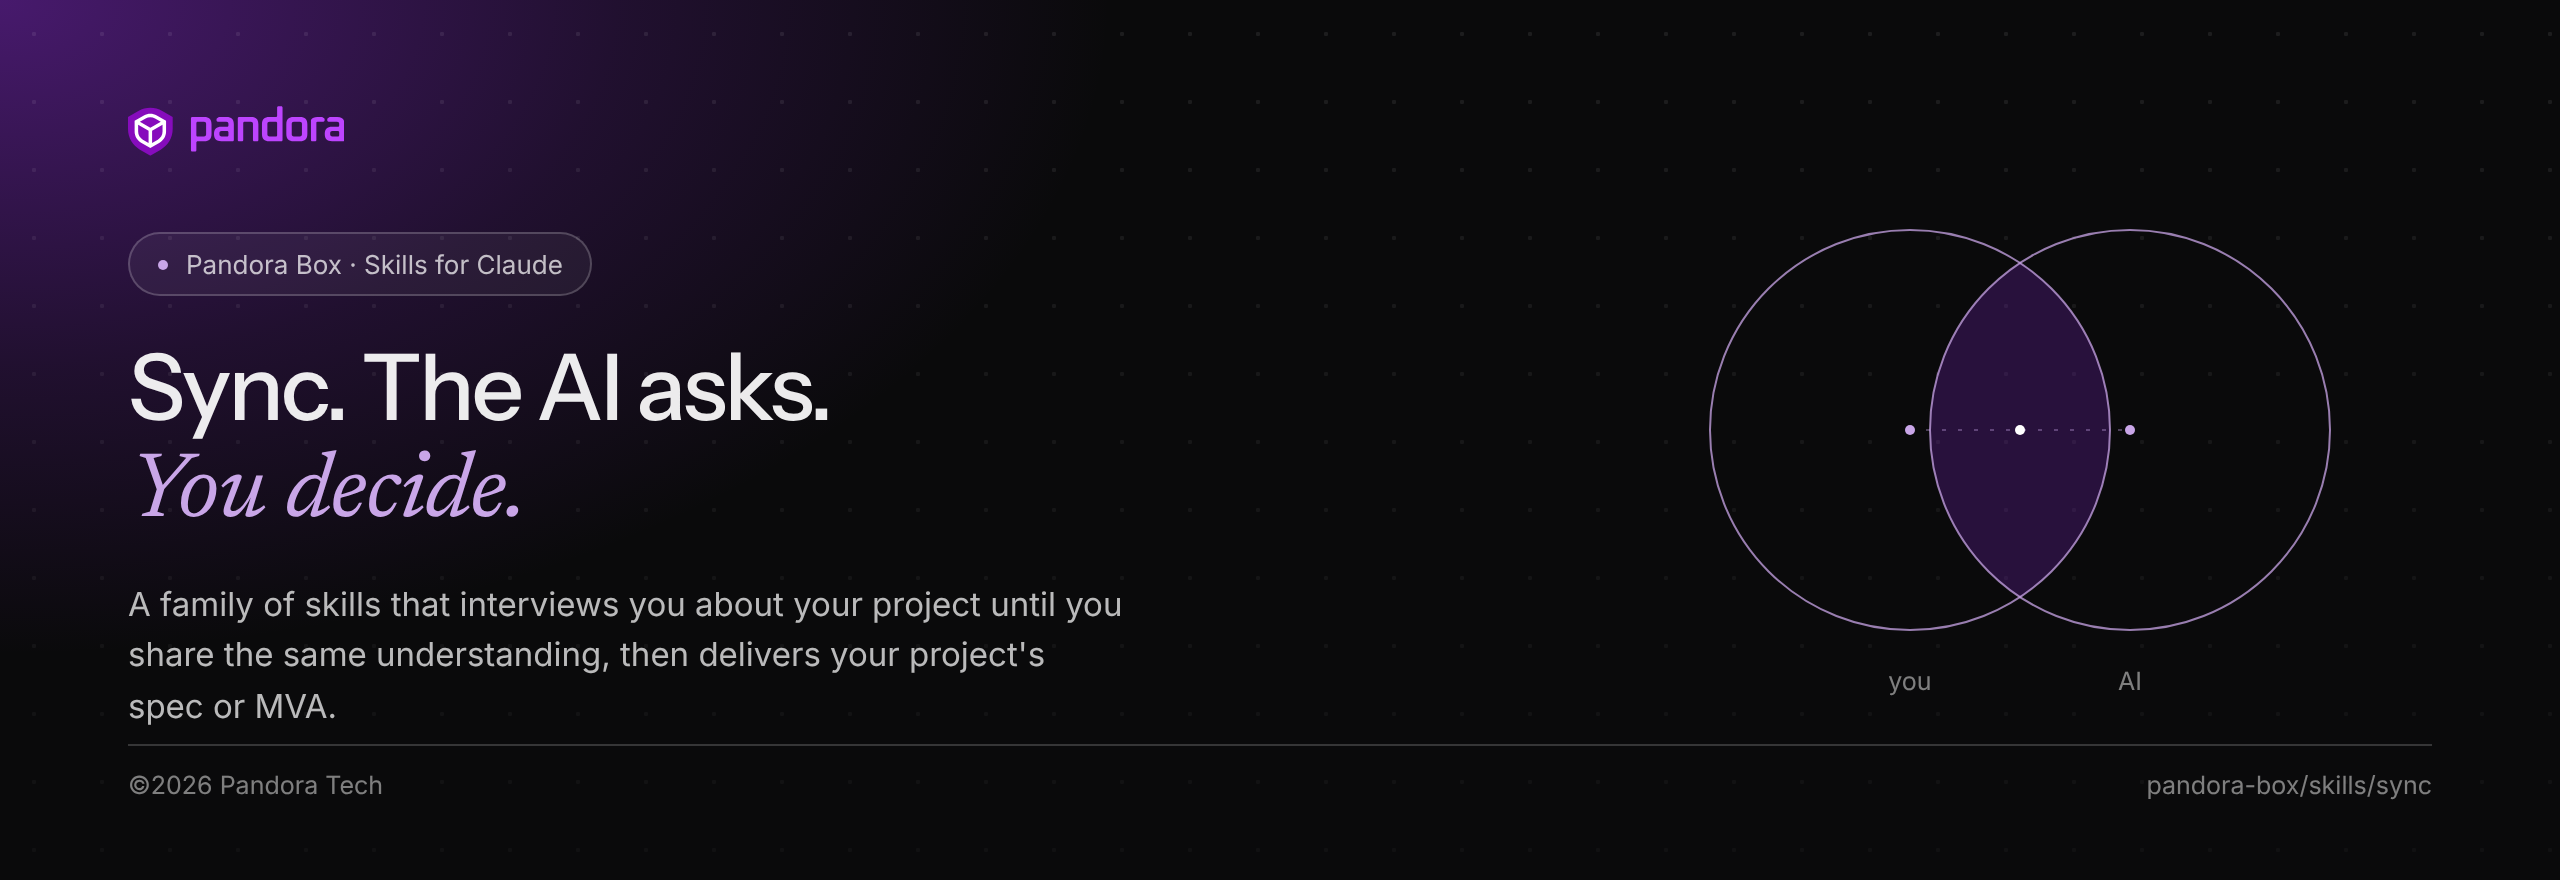 pandora
Pandora Box · Skills for Claude
Sync. The AI asks.
You decide.
A family of skills that interviews you about your project until you
share the same understanding, then delivers your project's
spec or MVA.
you
AI
©2026 Pandora Tech
pandora-box/skills/sync